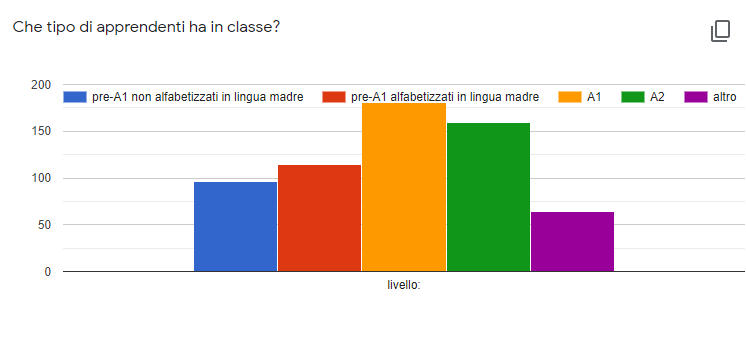 Che tipo di apprendenti ha in classe?
pre-A1 non alfabetizzati in lingua madre pre-A1 alfabetizzati in lingua madre A1 A2 altro
200
150
100
50
0
livello: